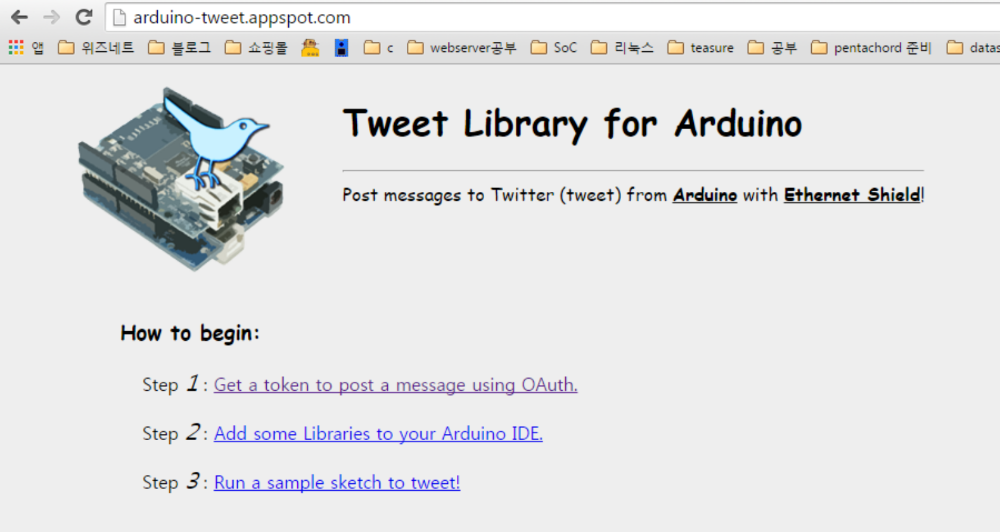 arduino-tweet.appspot.com
앱 위즈네트 블로그 쇼핑몰 c webserver공부 SoC 리눅스 teasure 공부 pentachord 준비 datas
Tweet Library for Arduino
Post messages to Twitter (tweet) from Arduino with Ethernet Shield!
How to begin:
Step 1 : Get a token to post a message using OAuth.
Step 2 : Add some Libraries to your Arduino IDE.
Step 3 : Run a sample sketch to tweet!